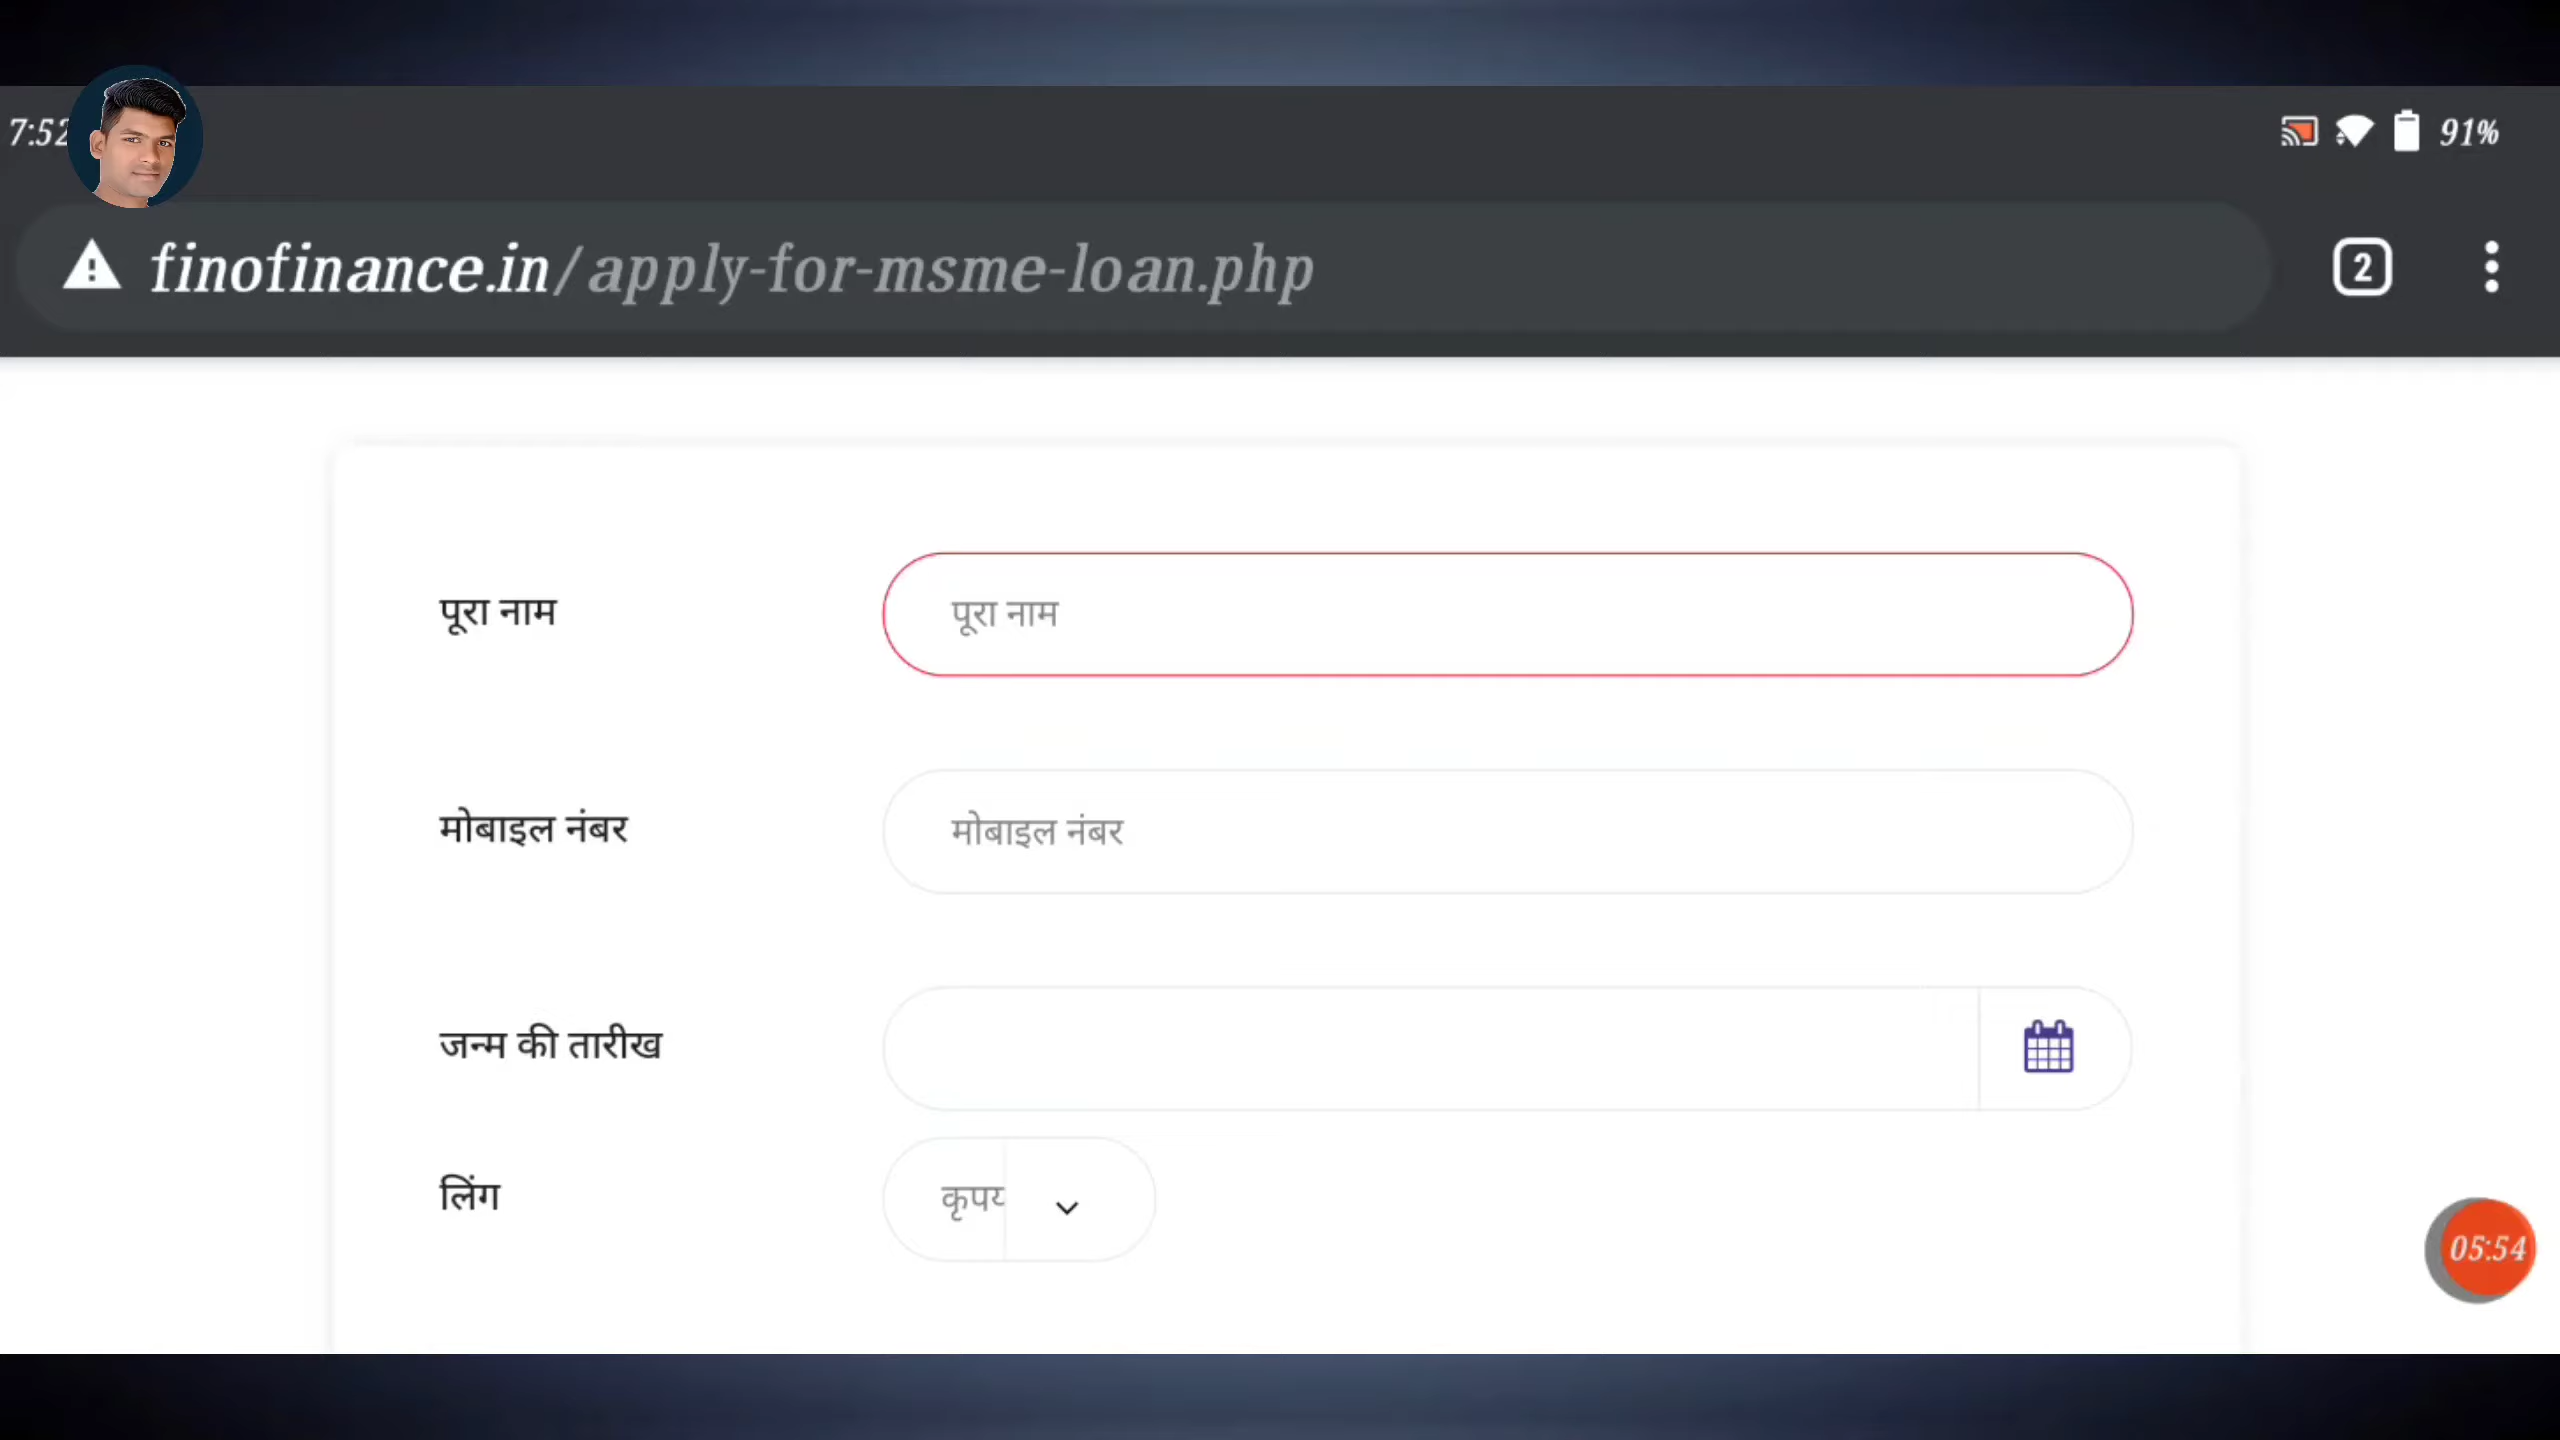 7:52
91%
finofinance.in/apply-for-msme-loan.php
2
पूरा नाम
पूरा नाम
मोबाइल नंबर
मोबाइल नंबर
जन्म की तारीख
लिंग
कृपय
05:54